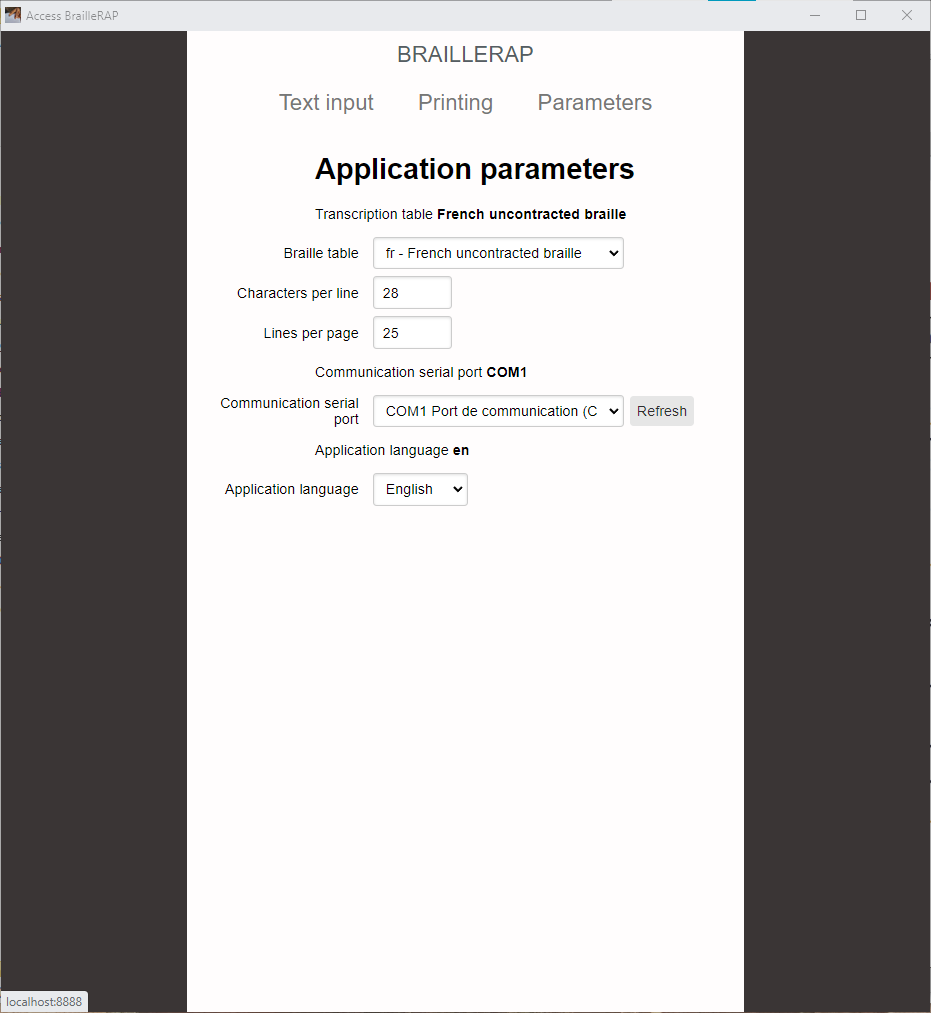 Access BrailleRAP
BRAILLERAP
Text input Printing Parameters
Application parameters
Transcription table French uncontracted braille
Braille table fr - French uncontracted braille
Characters per line 28
Lines per page 25
Communication serial port COM1
Communication serial
port COM1 Port de communication (C Refresh
Application language en
Application language English
localhost:8888